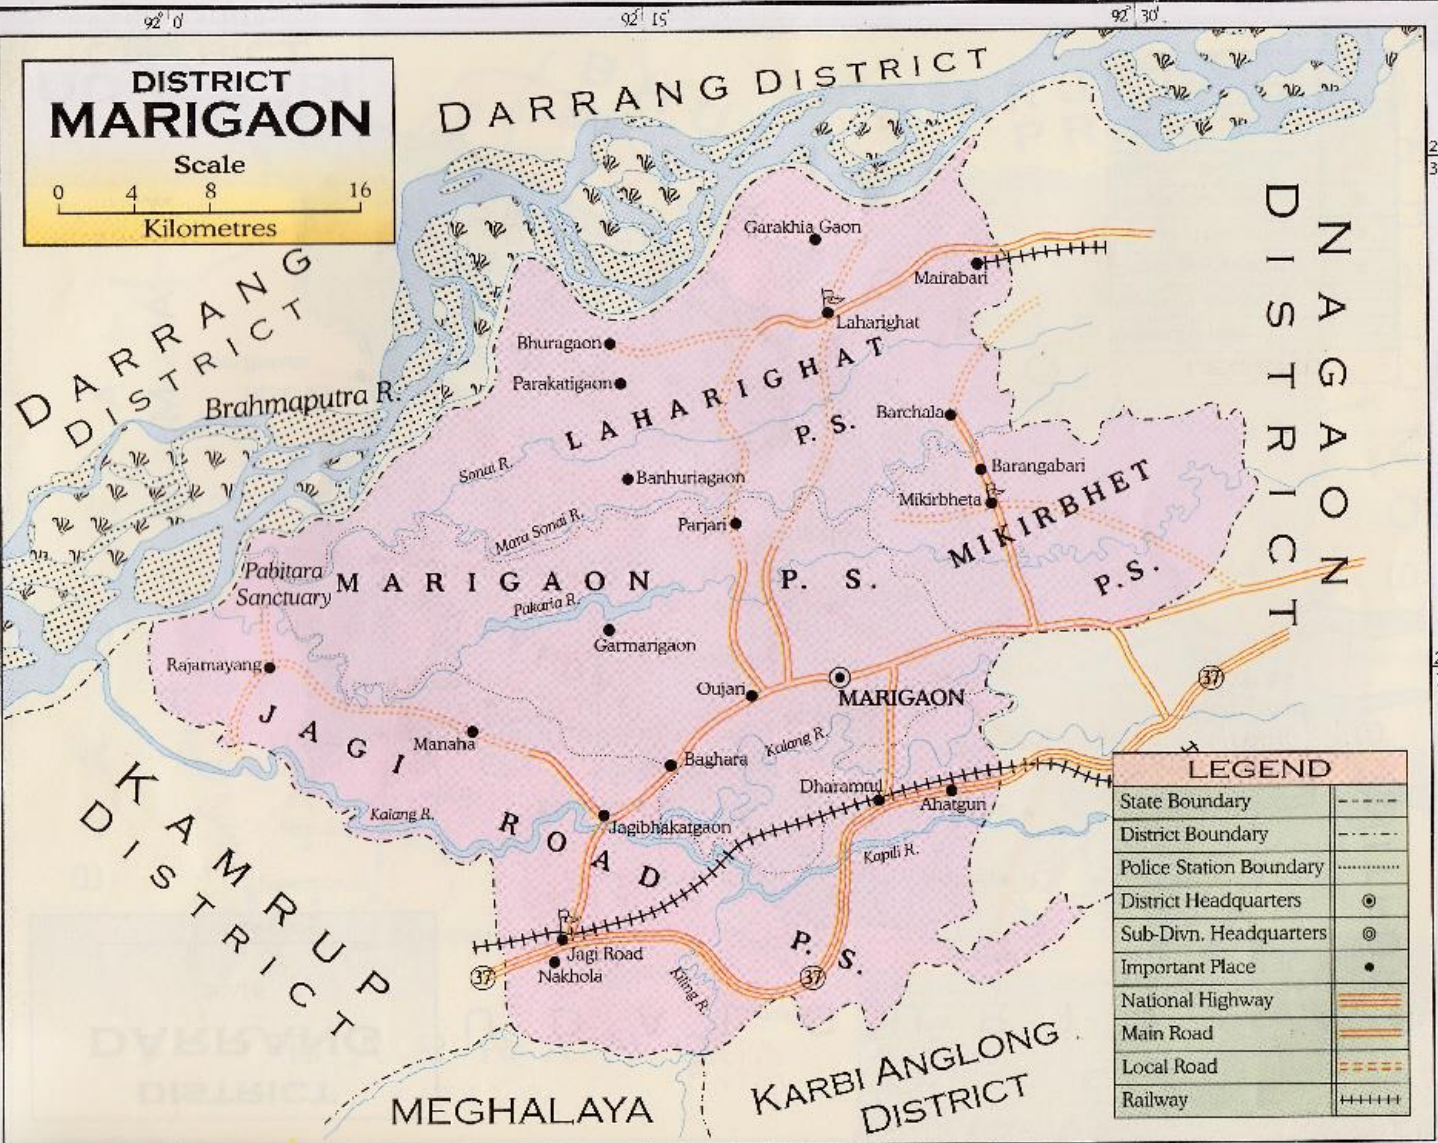 92° 0'
92° 15'
92° 30'
DISTRICT
MARIGAON
Scale
0 4 8 16
Kilometres
DARRANG DISTRICT
DARRANG
DISTRICT
Brahmaputra R.
NAGAON
DISTRICT
Garakhia Gaon
Mairabari
Laharighat
Bhuragaon
Parakatigaon
LAHARIGHAT
P. S.
Barchala
Sonai R.
Banhuriagaon
Barangabari
Mikirbheta
MIKIRBHET
P.S.
Mara Sonai R.
Parjari
Pabitara
Sanctuary
MARIGAON P. S.
Pakaria R.
Garmarigaon
Rajamayang
Oujari
MARIGAON
37
JAGI
Manaha
Kalang R.
Baghara
Dharamtul
Ahatguri
Kalang R.
Jagibhakatgaon
ROAD
Kapili R.
P. S.
Jagi Road
Nakhola
37
37
Kiling R.
KAMRUP
DISTRICT
MEGHALAYA
KARBI ANGLONG
DISTRICT
LEGEND
State Boundary
District Boundary
Police Station Boundary
District Headquarters
Sub-Divn. Headquarters
Important Place
National Highway
Main Road
Local Road
Railway